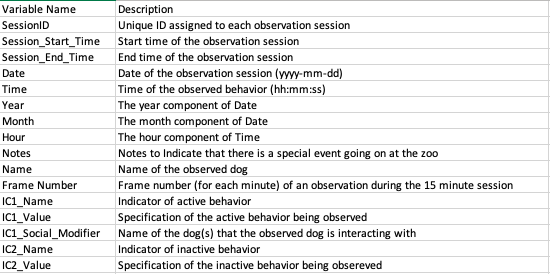 Variable Name Description
SessionID Unique ID assigned to each observation session
Session_Start_Time Start time of the observation session
Session_End_Time End time of the observation session
Date Date of the observation session (yyyy-mm-dd)
Time Time of the observed behavior (hh:mm:ss)
Year The year component of Date
Month The month component of Date
Hour The hour component of Time
Notes Notes to Indicate that there is a special event going on at the zoo
Name Name of the observed dog
Frame Number Frame number (for each minute) of an observation during the 15 minute session
IC1_Name Indicator of active behavior
IC1_Value Specification of the active behavior being observed
IC1_Social_Modifier Name of the dog(s) that the observed dog is interacting with
IC2_Name Indicator of inactive behavior
IC2_Value Specification of the inactive behavior being obsereved